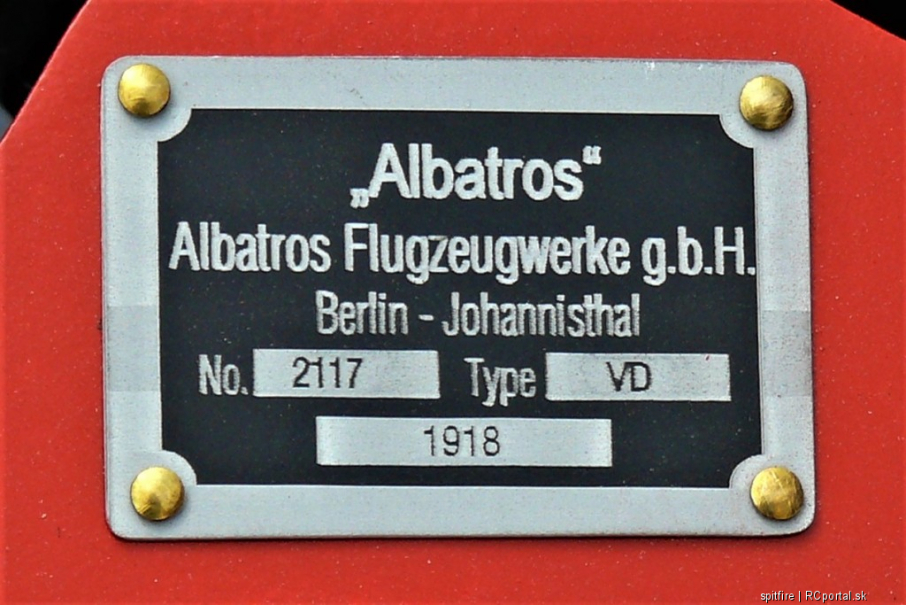 „Albatros“
Albatros Flugzeugwerke g.b.H.
Berlin - Johannisthal
No. 2117 Type VD
1918
spitfire | RCportal.sk